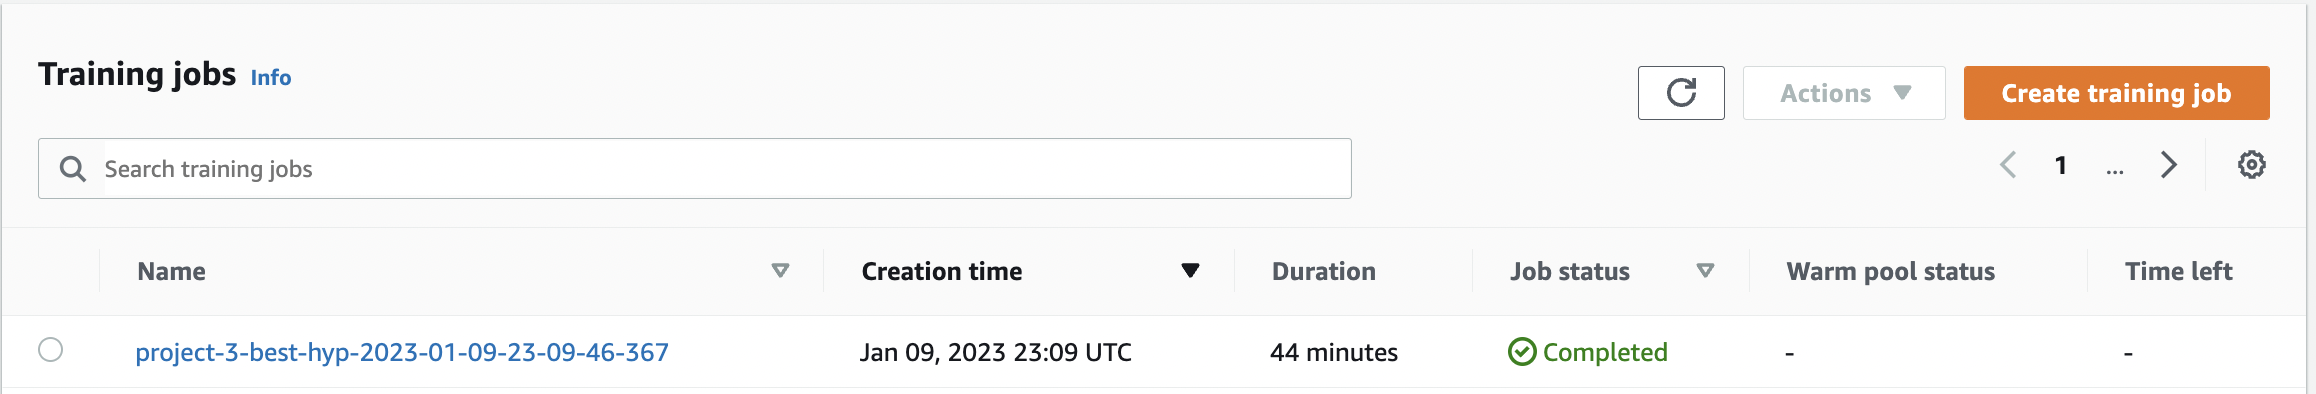 Training jobs Info
Actions
Create training job
Search training jobs
1 ...
Name Creation time Duration Job status Warm pool status Time left
project-3-best-hyp-2023-01-09-23-09-46-367 Jan 09, 2023 23:09 UTC 44 minutes Completed - -